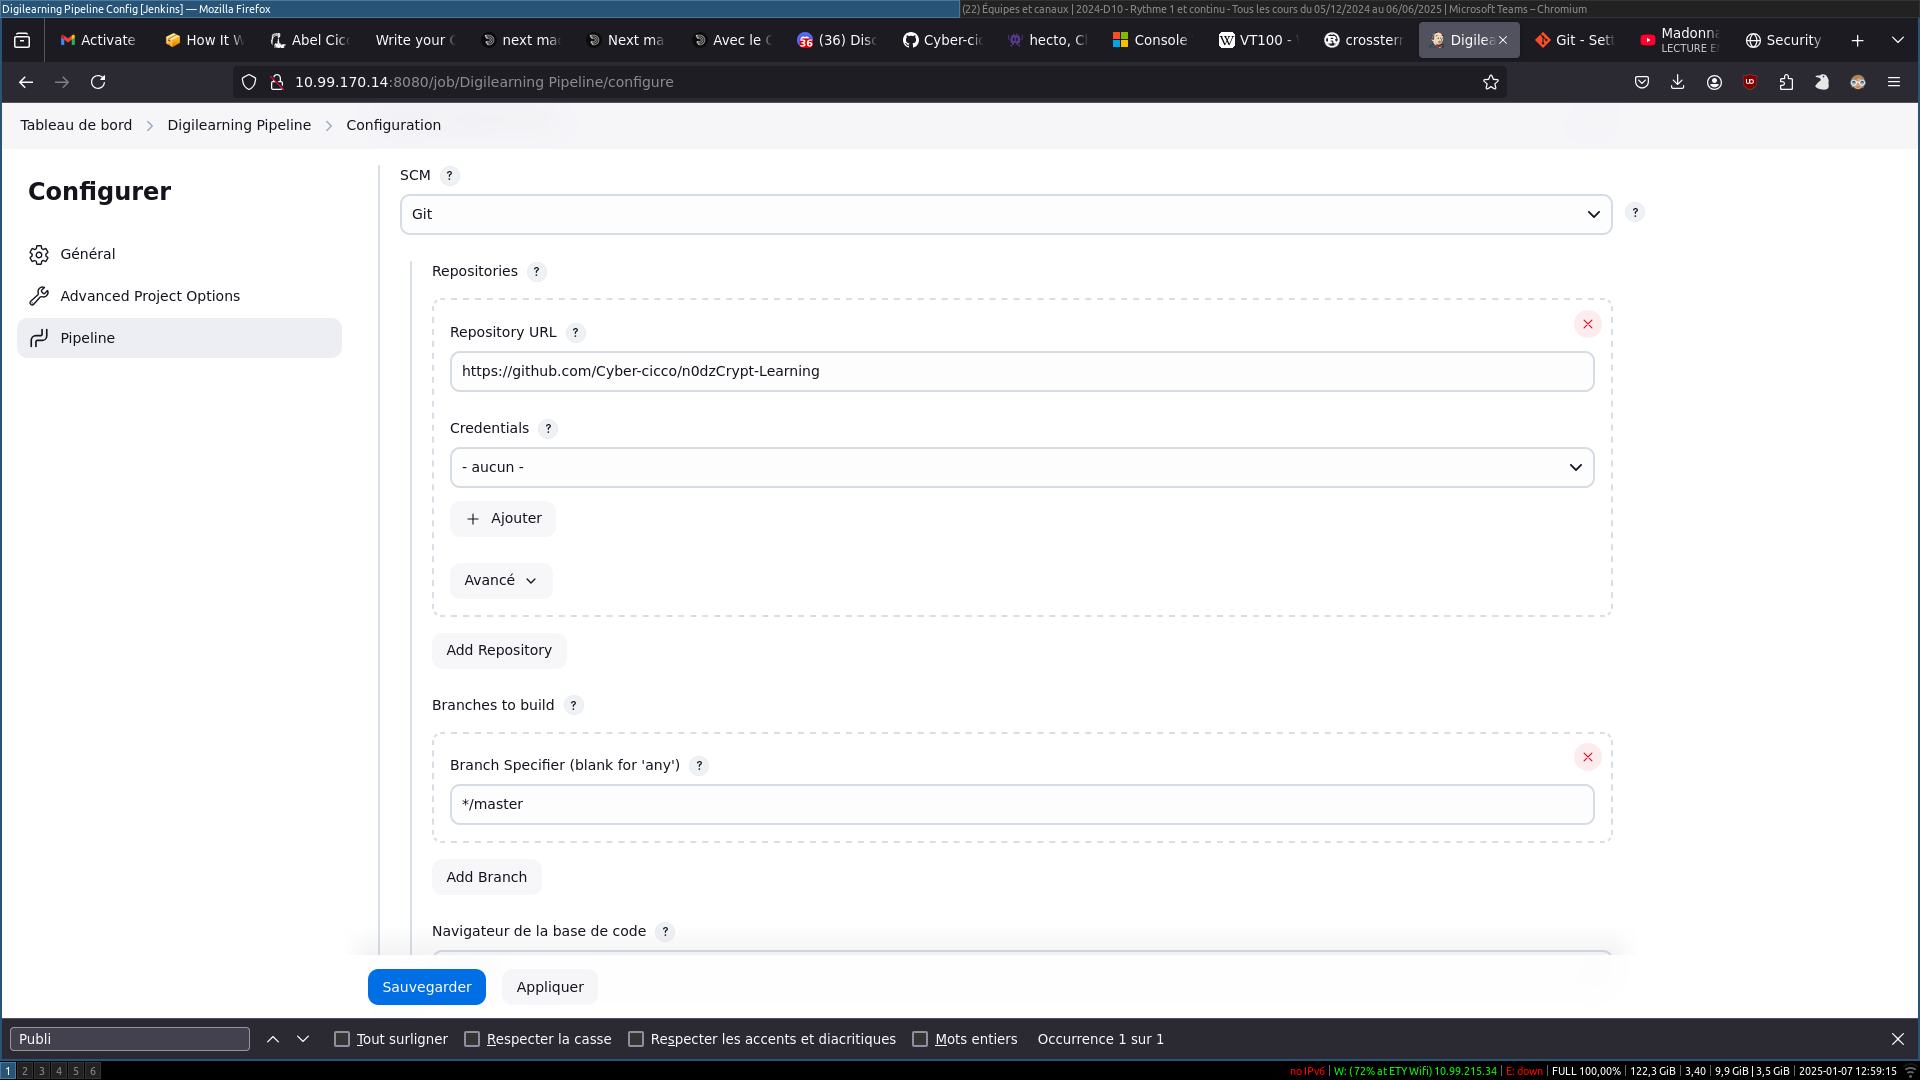 Digilearning Pipeline Config [Jenkins] — Mozilla Firefox
(22) Équipes et canaux | 2024-D10 - Rythme 1 et continu - Tous les cours du 05/12/2024 au 06/06/2025 | Microsoft Teams – Chromium
Activate
How It W
Abel Cicc
Write your C
next ma
Next ma
Avec le C
(36) Disc
Cyber-cic
hecto, C
Console
VT100 -
crossterm
Digilea
Git - Sett
Madonna
LECTURE E
Security
10.99.170.14:8080/job/Digilearning Pipeline/configure
Tableau de bord
Digilearning Pipeline
Configuration
Configurer
Général
Advanced Project Options
Pipeline
SCM ?
Git
?
Repositories ?
Repository URL ?
https://github.com/Cyber-cicco/n0dzCrypt-Learning
Credentials ?
- aucun -
Ajouter
Avancé
Add Repository
Branches to build ?
Branch Specifier (blank for 'any') ?
*/master
Add Branch
Navigateur de la base de code ?
Sauvegarder
Appliquer
Publi
Tout surligner
Respecter la casse
Respecter les accents et diacritiques
Mots entiers
Occurrence 1 sur 1
1 2 3 4 5 6
no IPv6 | W: (72% at ETY Wifi) 10.99.215.34 | E: down | FULL 100,00% | 122,3 GiB | 3,40 | 9,9 GiB | 3,5 GiB | 2025-01-07 12:59:15